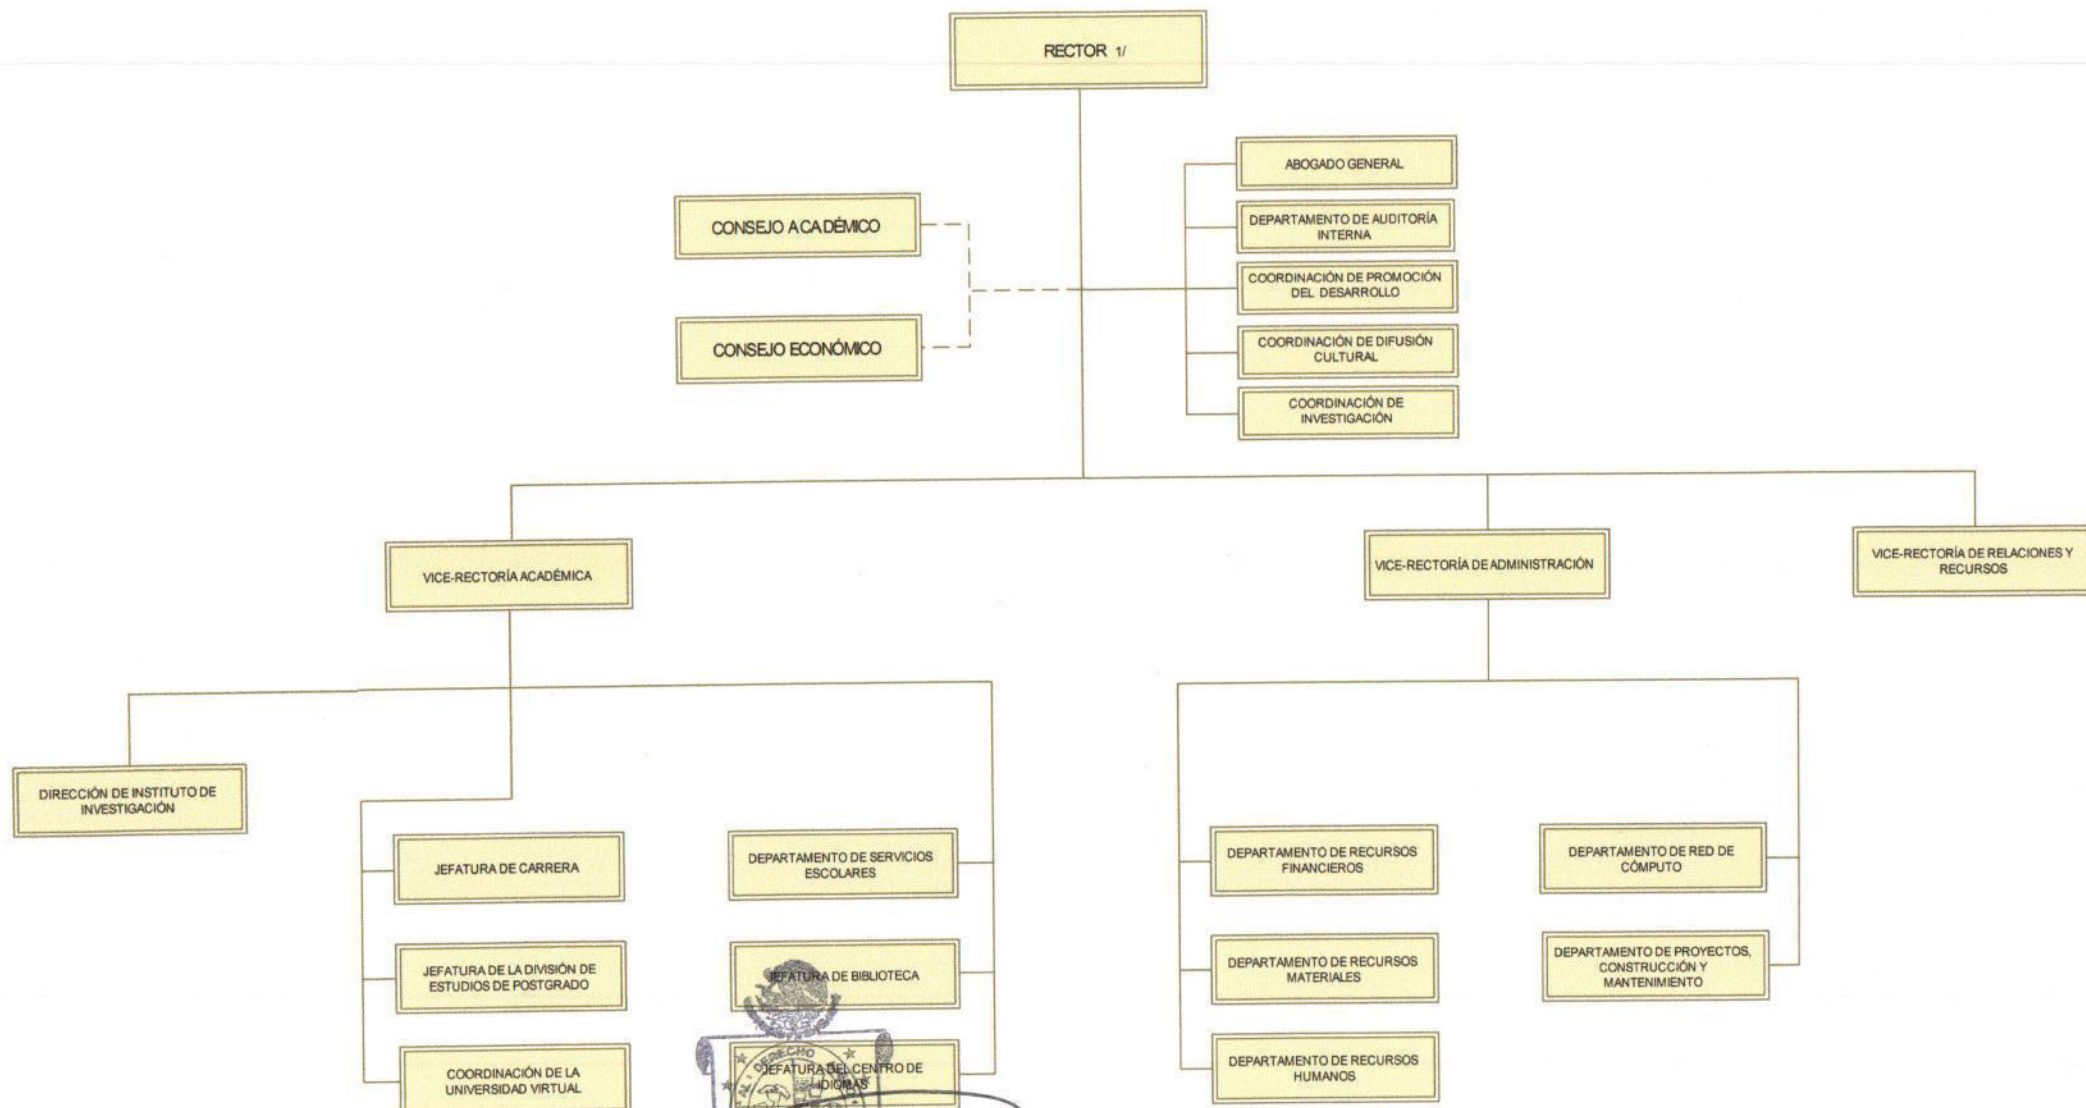 RECTOR 1/
ABOGADO GENERAL
DEPARTAMENTO DE AUDITORÍA
INTERNA
COORDINACIÓN DE PROMOCIÓN
DEL DESARROLLO
COORDINACIÓN DE DIFUSIÓN
CULTURAL
COORDINACIÓN DE
INVESTIGACIÓN
CONSEJO ACADÉMICO
CONSEJO ECONÓMICO
VICE-RECTORÍA ACADÉMICA
VICE-RECTORÍA DE ADMINISTRACIÓN
VICE-RECTORÍA DE RELACIONES Y
RECURSOS
DIRECCIÓN DE INSTITUTO DE
INVESTIGACIÓN
JEFATURA DE CARRERA
JEFATURA DE LA DIVISIÓN DE
ESTUDIOS DE POSTGRADO
COORDINACIÓN DE LA
UNIVERSIDAD VIRTUAL
DEPARTAMENTO DE SERVICIOS
ESCOLARES
JEFATURA DE BIBLIOTECA
JEFATURA DEL CENTRO DE
IDIOMAS
DERECHO
DEPARTAMENTO DE RECURSOS
FINANCIEROS
DEPARTAMENTO DE RECURSOS
MATERIALES
DEPARTAMENTO DE RECURSOS
HUMANOS
DEPARTAMENTO DE RED DE
CÓMPUTO
DEPARTAMENTO DE PROYECTOS,
CONSTRUCCIÓN Y
MANTENIMIENTO